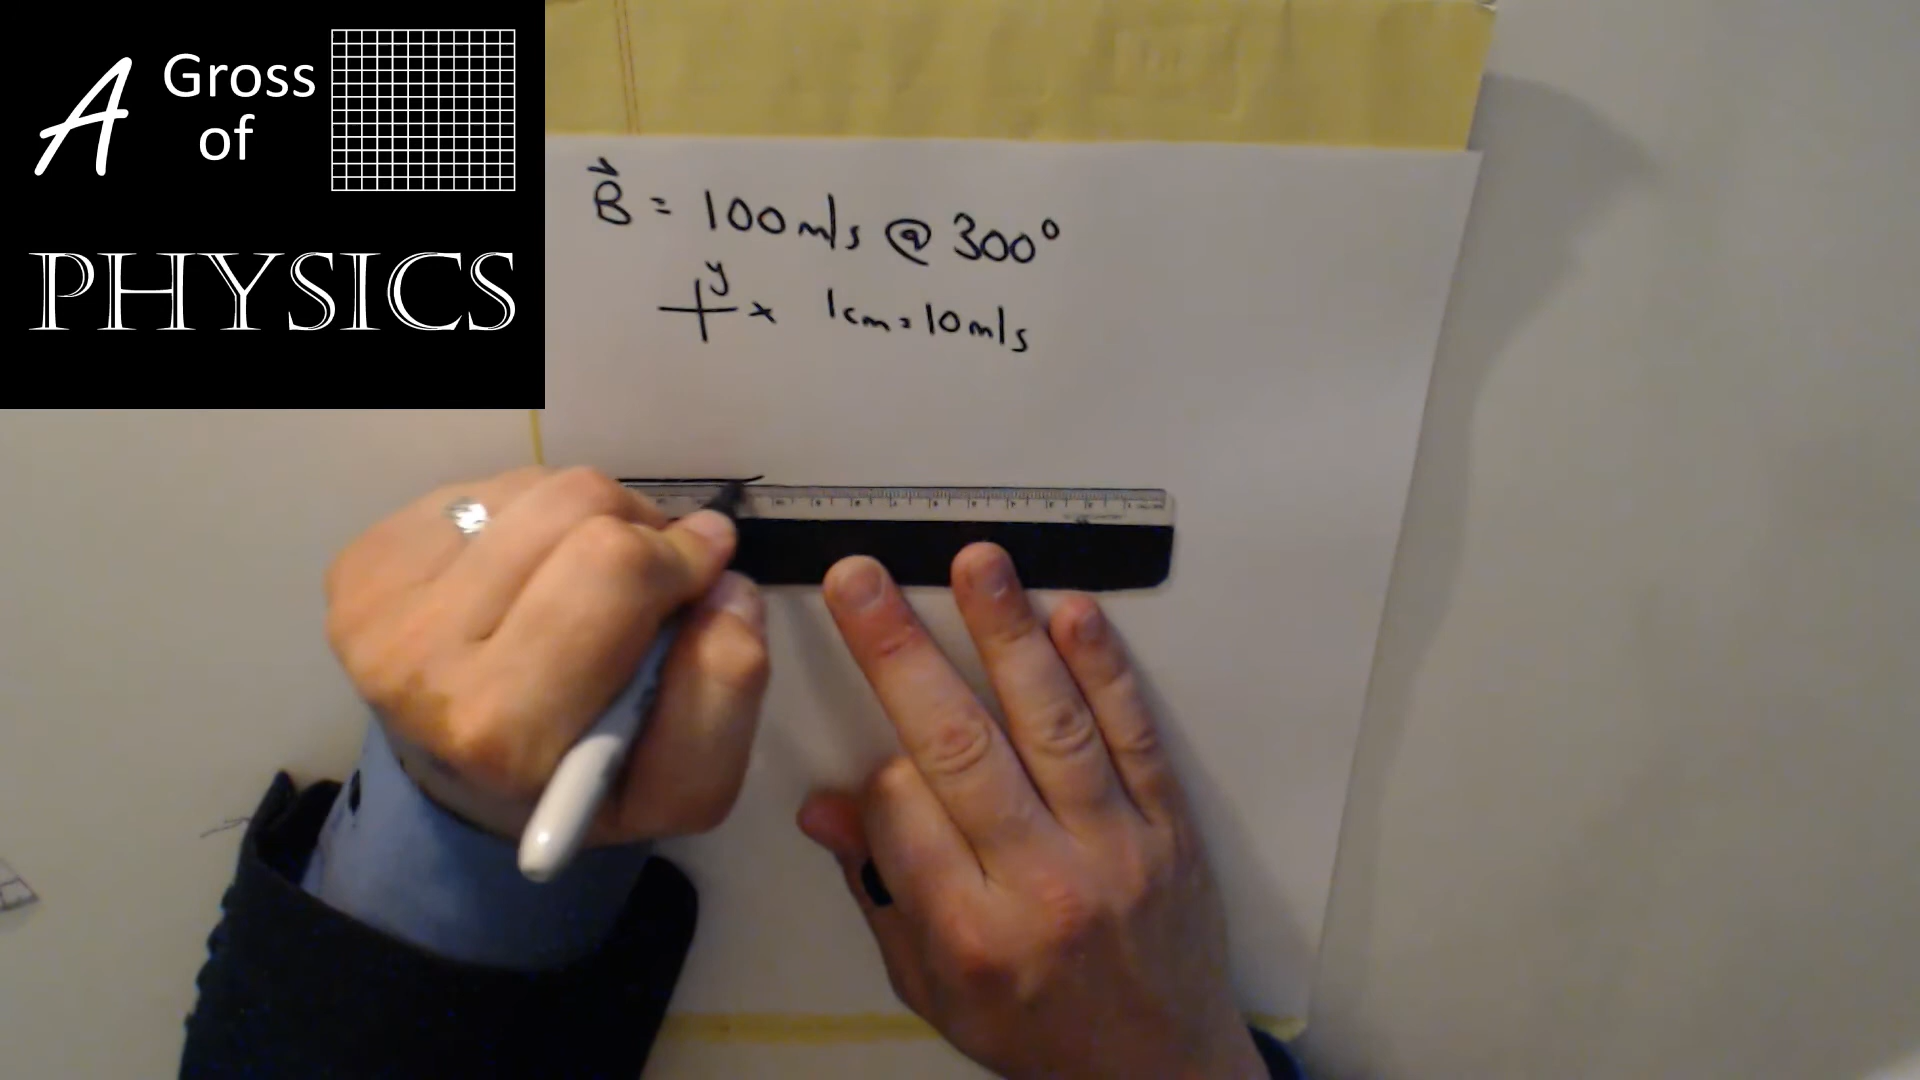 A Gross
of
PHYSICS
B⃗ = 100 m/s @ 300°
y
x 1cm = 10 m/s